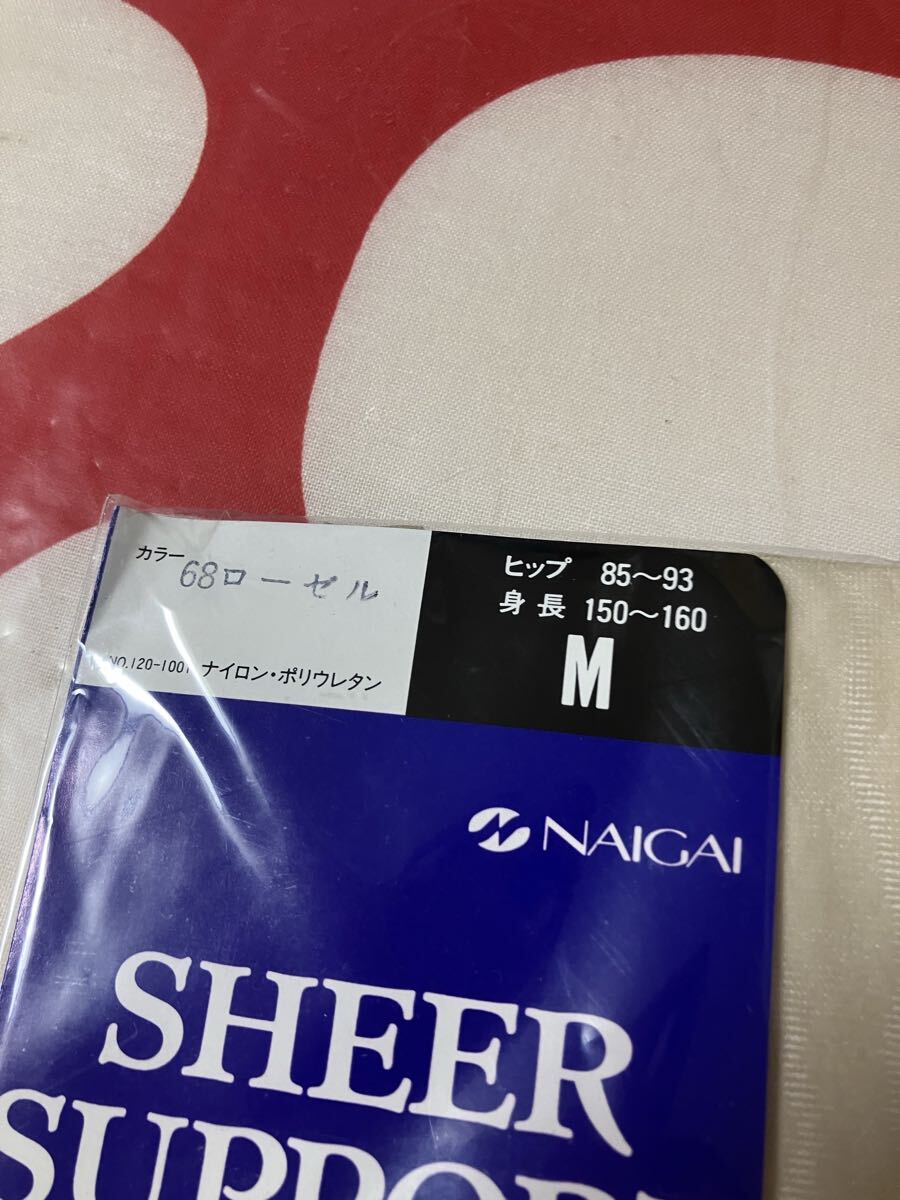 カラー
68ローゼル
NO.120-1001 ナイロン・ポリウレタン
ヒップ 85～93
身長 150～160
M
NAIGAI
SHEER
SUPPORT